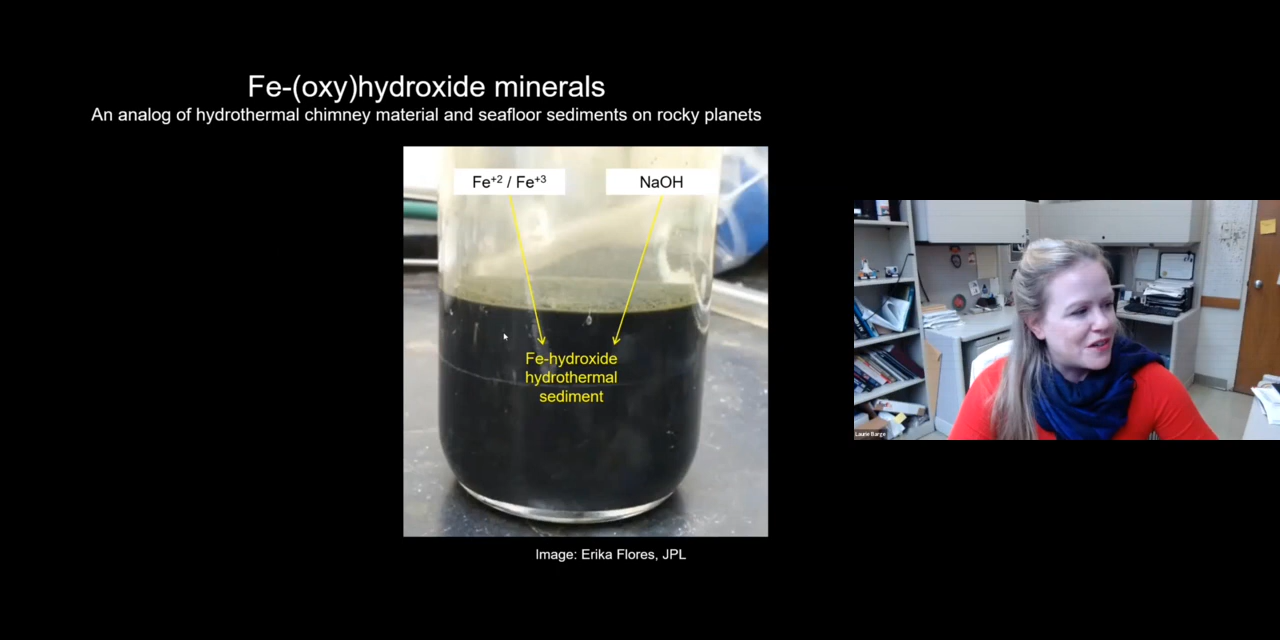 Fe-(oxy)hydroxide minerals
An analog of hydrothermal chimney material and seafloor sediments on rocky planets
Fe+2 / Fe+3
NaOH
Fe-hydroxide
hydrothermal
sediment
Image: Erika Flores, JPL
Laurie Barge